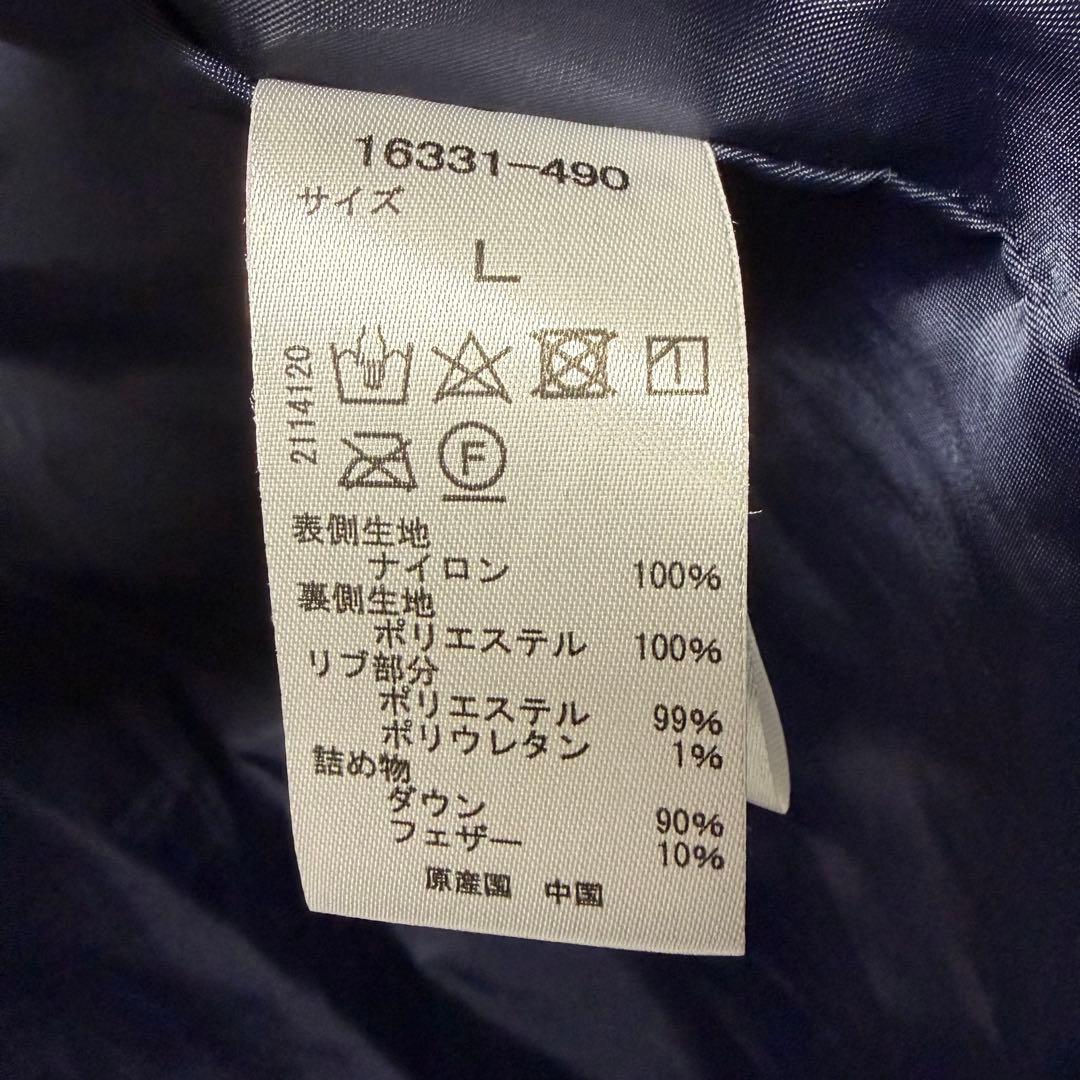 16331-490
サイズ
L
2114120
F
表側生地
ナイロン 100%
裏側生地
ポリエステル 100%
リブ部分
ポリエステル 99%
ポリウレタン 1%
詰め物
ダウン 90%
フェザー 10%
原産国 中国